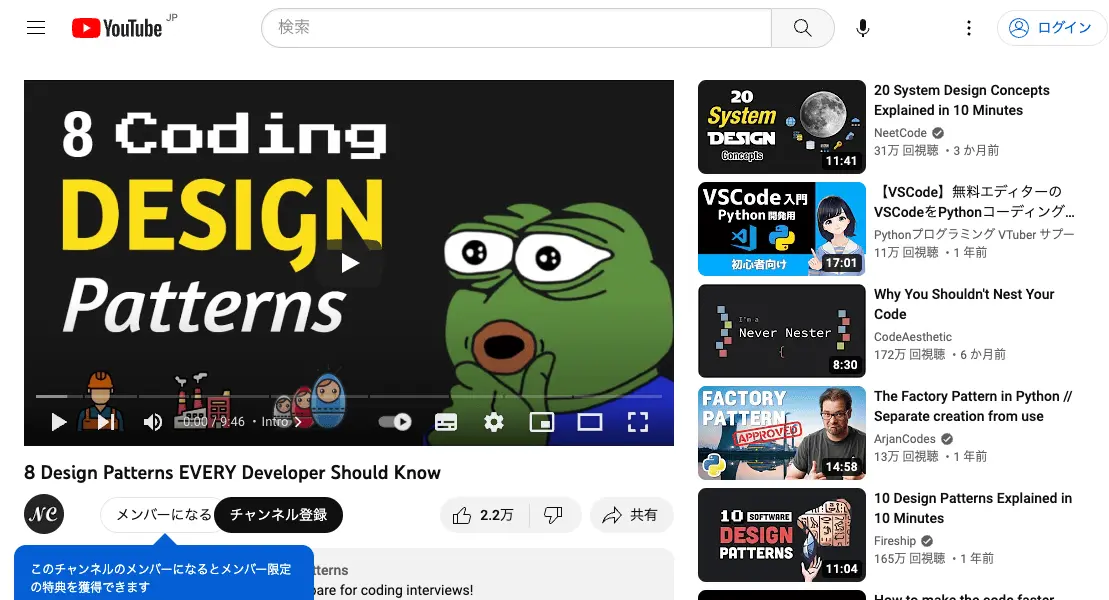 YouTube JP
検索
ログイン
8 Coding
DESIGN
Patterns
0:00 / 9:46 ・ Intro
8 Design Patterns EVERY Developer Should Know
NC
メンバーになる
チャンネル登録
2.2万
共有
このチャンネルのメンバーになるとメンバー限定
の特典を獲得できます
pare for coding interviews!
20
System
DESIGN
Concepts
11:41
20 System Design Concepts
Explained in 10 Minutes
NeetCode
31万 回視聴 ・3 か月前
VSCode入門
Python 開発用
初心者向け
17:01
【VSCode】無料エディターの
VSCodeをPythonコーディング…
Pythonプログラミング VTuber サプー
11万 回視聴 ・1 年前
I'm a
Never Nester
{
8:30
Why You Shouldn't Nest Your
Code
CodeAesthetic
172万 回視聴 ・6 か月前
FACTORY
PATTERN
APPROVED
14:58
The Factory Pattern in Python //
Separate creation from use
ArjanCodes
13万 回視聴 ・1 年前
10 SOFTWARE
DESIGN
PATTERNS
11:04
10 Design Patterns Explained in
10 Minutes
Fireship
165万 回視聴 ・1 年前
How to make the code faster